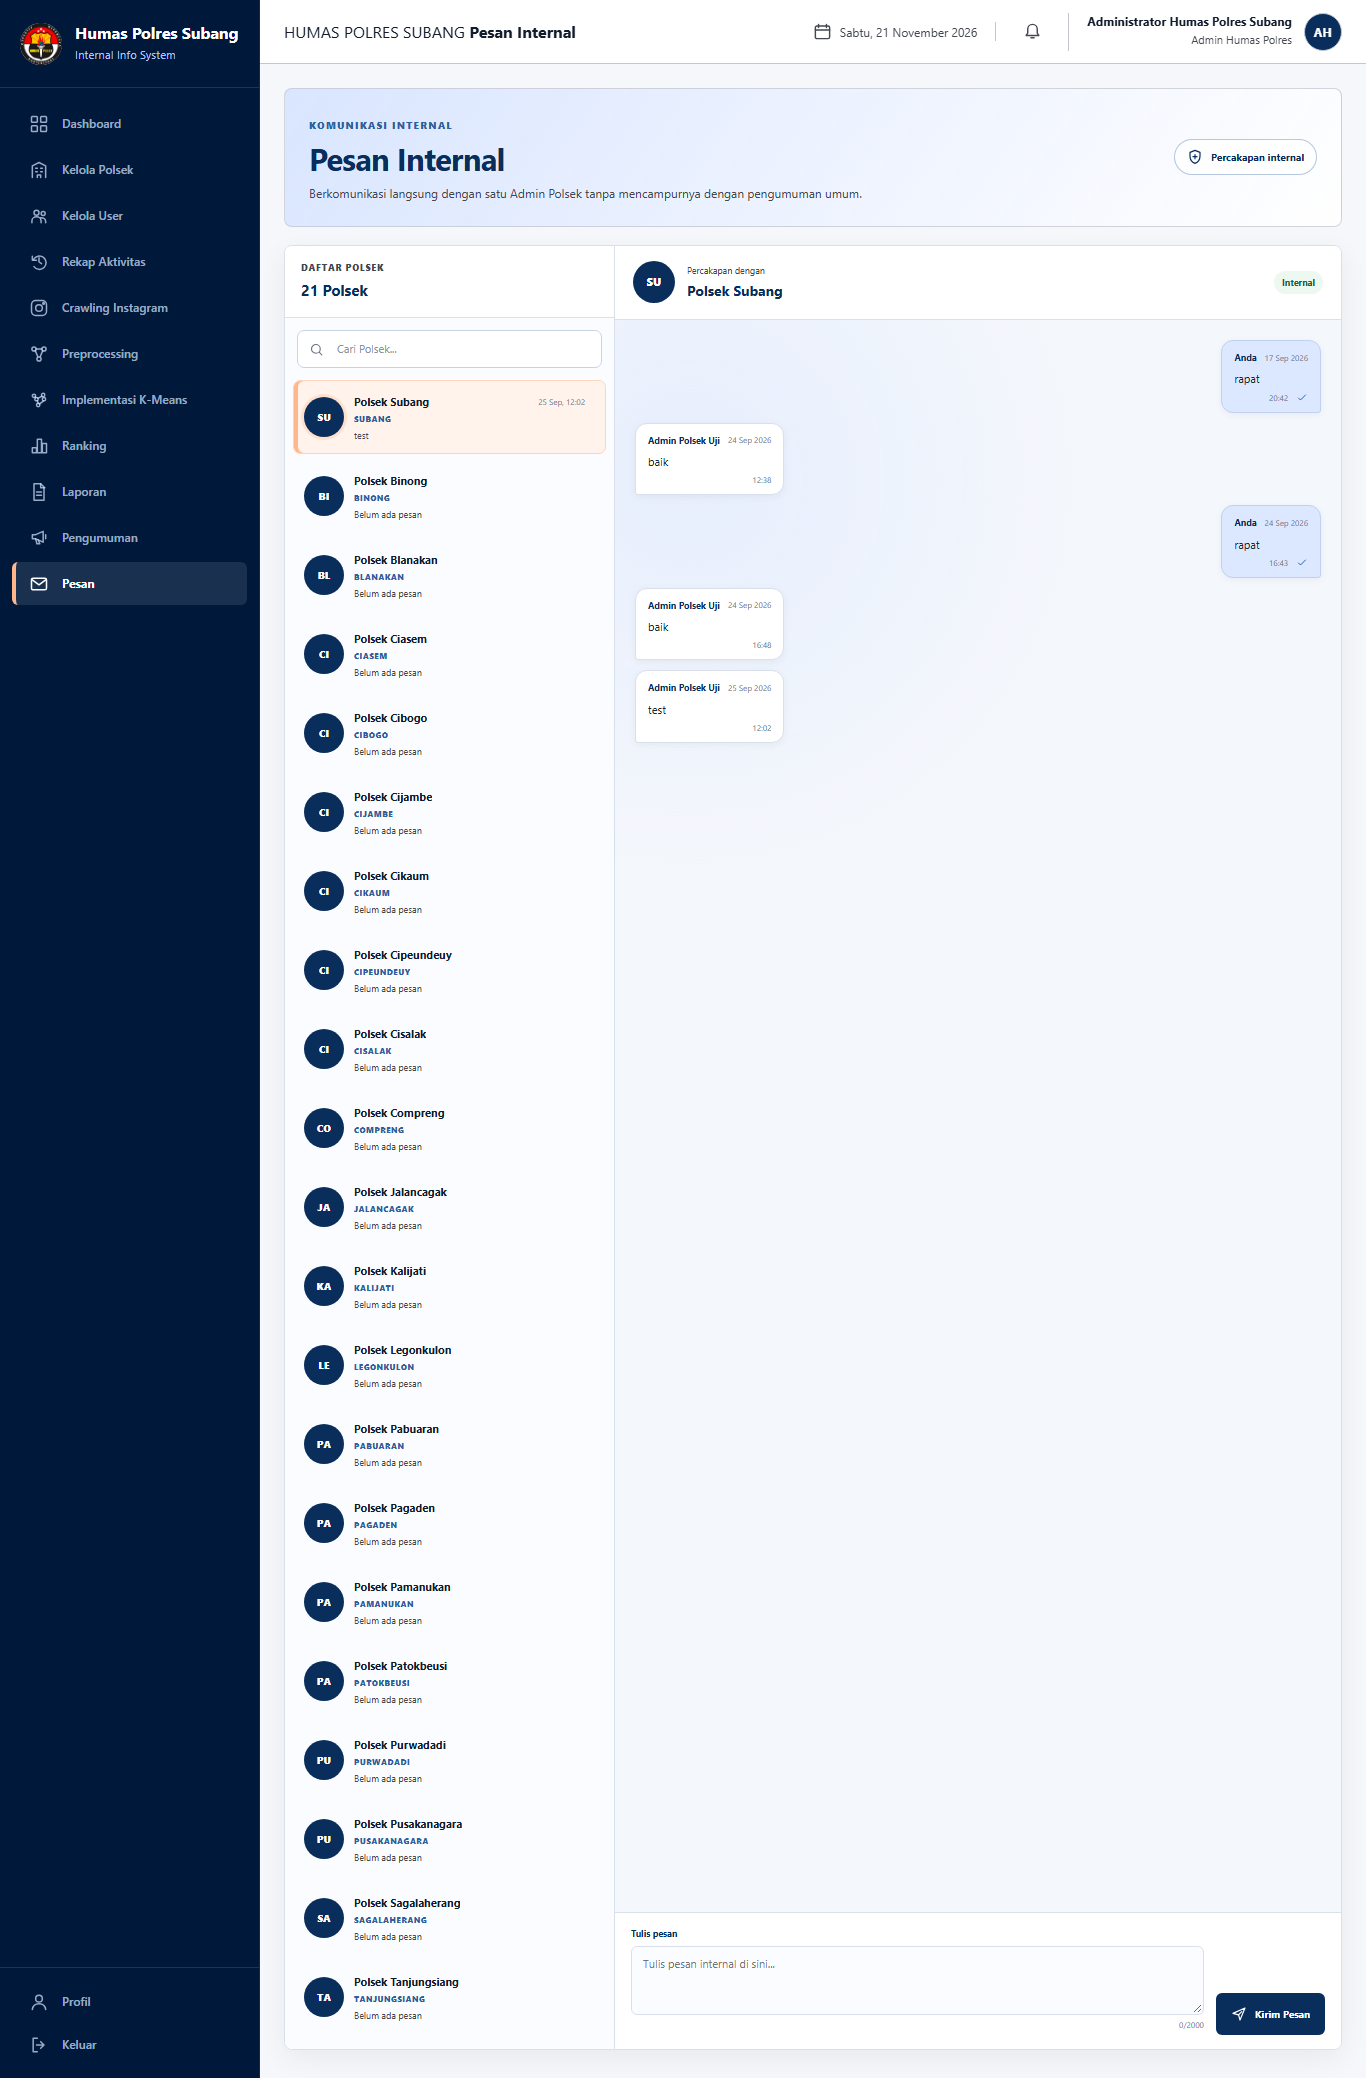 Humas Polres Subang
Internal Info System
Dashboard
Kelola Polsek
Kelola User
Rekap Aktivitas
Crawling Instagram
Preprocessing
Implementasi K-Means
Ranking
Laporan
Pengumuman
Pesan
Profil
Keluar
HUMAS POLRES SUBANG Pesan Internal
Sabtu, 21 November 2026
Administrator Humas Polres Subang
Admin Humas Polres
AH
KOMUNIKASI INTERNAL
Pesan Internal
Berkomunikasi langsung dengan satu Admin Polsek tanpa mencampurnya dengan pengumuman umum.
Percakapan internal
DAFTAR POLSEK
21 Polsek
Cari Polsek...
SU
Polsek Subang
25 Sep, 12:02
SUBANG
test
BI
Polsek Binong
BINONG
Belum ada pesan
BL
Polsek Blanakan
BLANAKAN
Belum ada pesan
CI
Polsek Ciasem
CIASEM
Belum ada pesan
CI
Polsek Cibogo
CIBOGO
Belum ada pesan
CI
Polsek Cijambe
CIJAMBE
Belum ada pesan
CI
Polsek Cikaum
CIKAUM
Belum ada pesan
CI
Polsek Cipeundeuy
CIPEUNDEUY
Belum ada pesan
CI
Polsek Cisalak
CISALAK
Belum ada pesan
CO
Polsek Compreng
COMPRENG
Belum ada pesan
JA
Polsek Jalancagak
JALANCAGAK
Belum ada pesan
KA
Polsek Kalijati
KALIJATI
Belum ada pesan
LE
Polsek Legonkulon
LEGONKULON
Belum ada pesan
PA
Polsek Pabuaran
PABUARAN
Belum ada pesan
PA
Polsek Pagaden
PAGADEN
Belum ada pesan
PA
Polsek Pamanukan
PAMANUKAN
Belum ada pesan
PA
Polsek Patokbeusi
PATOKBEUSI
Belum ada pesan
PU
Polsek Purwadadi
PURWADADI
Belum ada pesan
PU
Polsek Pusakanagara
PUSAKANAGARA
Belum ada pesan
SA
Polsek Sagalaherang
SAGALAHERANG
Belum ada pesan
TA
Polsek Tanjungsiang
TANJUNGSIANG
Belum ada pesan
SU
Percakapan dengan
Polsek Subang
Internal
Anda 17 Sep 2026
rapat
20:42
Admin Polsek Uji 24 Sep 2026
baik
12:38
Anda 24 Sep 2026
rapat
16:43
Admin Polsek Uji 24 Sep 2026
baik
16:48
Admin Polsek Uji 25 Sep 2026
test
12:02
Tulis pesan
Tulis pesan internal di sini...
0/2000
Kirim Pesan